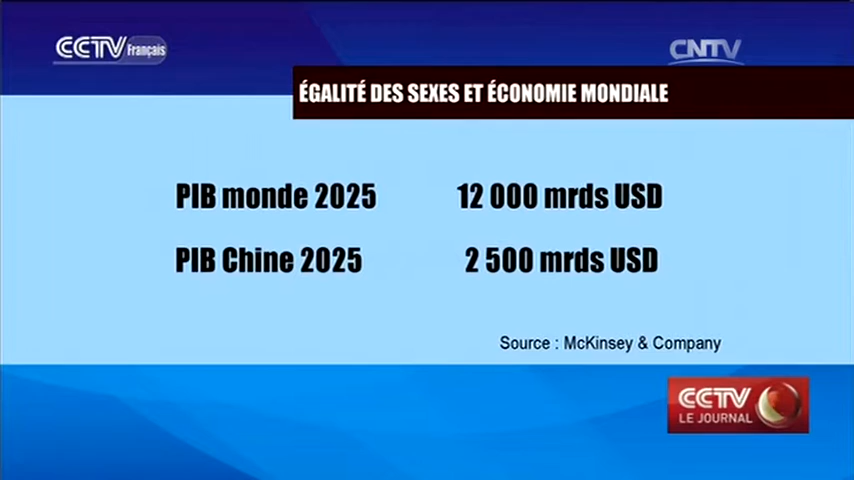 CCTV Français
CNTV
ÉGALITÉ DES SEXES ET ÉCONOMIE MONDIALE
PIB monde 2025 12 000 mrds USD
PIB Chine 2025 2 500 mrds USD
Source : McKinsey & Company
CCTV
LE JOURNAL